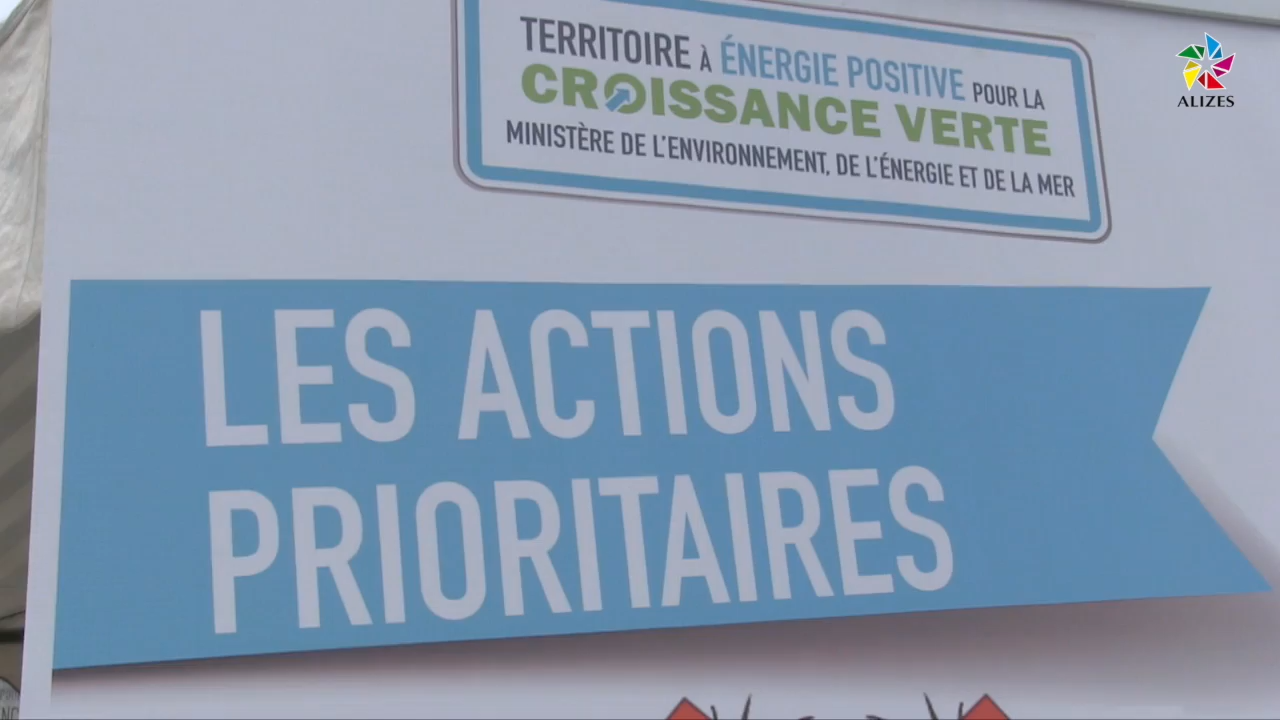 TERRITOIRE À ÉNERGIE POSITIVE POUR LA
CROISSANCE VERTE
MINISTÈRE DE L'ENVIRONNEMENT, DE L'ÉNERGIE ET DE LA MER
ALIZES
LES ACTIONS
PRIORITAIRES